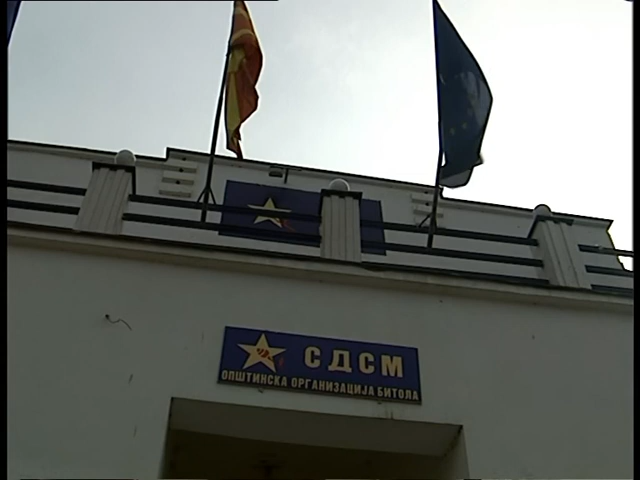 СДСМ
ОПШТИНСКА ОРГАНИЗАЦИЈА БИТОЛА